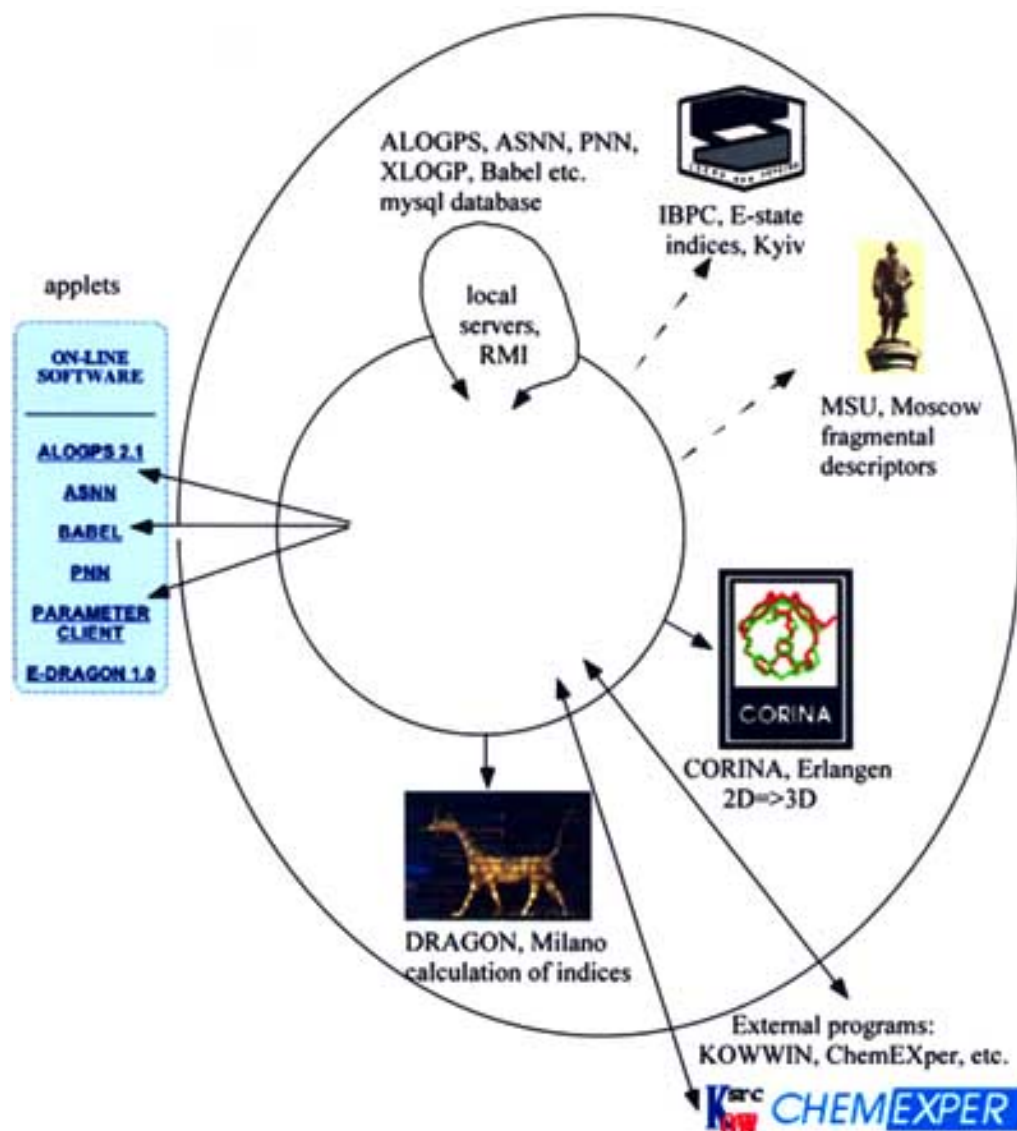 ALOGPS, ASNN, PNN,
XLOGP, Babel etc.
mysql database
IBPC, E-state
indices, Kyiv
applets
local
servers,
RMI
ON-LINE
SOFTWARE
ALOGPS 2.1
ASNN
BABEL
PNN
PARAMETER
CLIENT
E-DRAGON 1.0
MSU, Moscow
fragmental
descriptors
CORINA
CORINA, Erlangen
2D=>3D
DRAGON, Milano
calculation of indices
External programs:
KOWWIN, ChemEXper, etc.
Ksrc
OW
CHEMEXPER